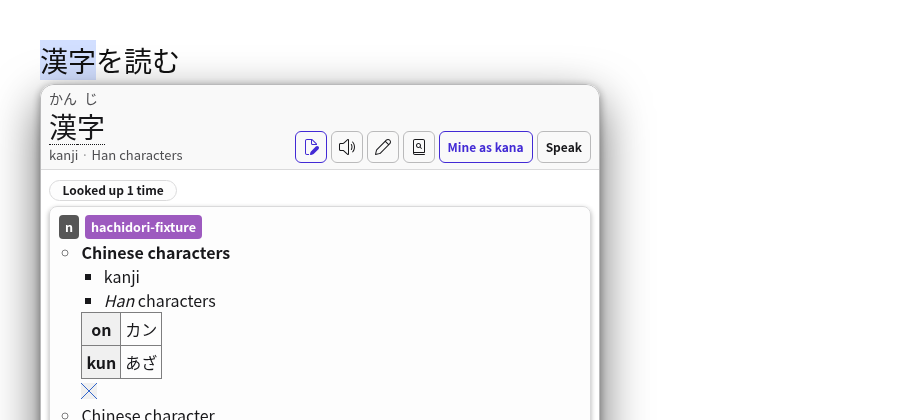 漢字を読む
かん じ
漢字
kanji · Han characters
Mine as kana
Speak
Looked up 1 time
n hachidori-fixture
Chinese characters
kanji
Han characters
on カン
kun あざ
Chinese character